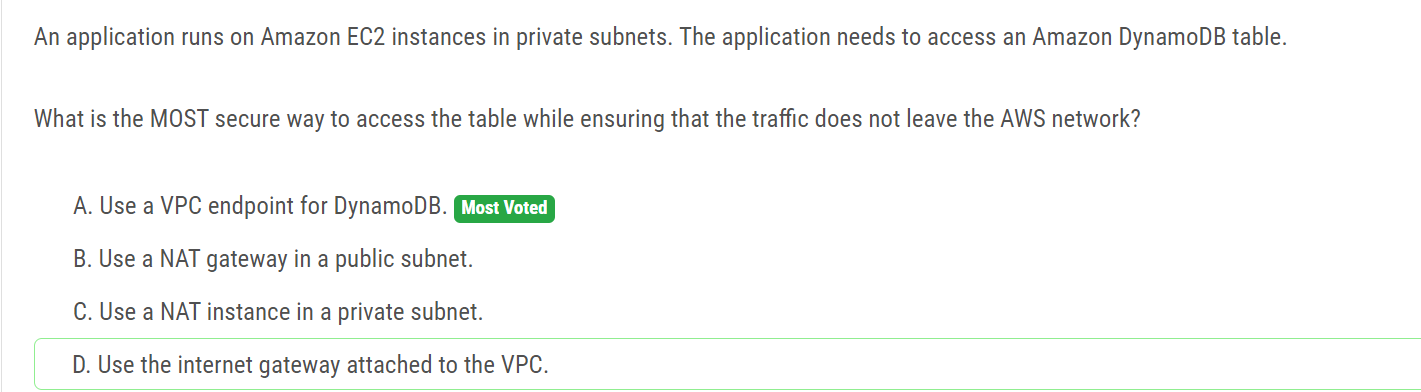 An application runs on Amazon EC2 instances in private subnets. The application needs to access an Amazon DynamoDB table.
What is the MOST secure way to access the table while ensuring that the traffic does not leave the AWS network?
A. Use a VPC endpoint for DynamoDB. Most Voted
B. Use a NAT gateway in a public subnet.
C. Use a NAT instance in a private subnet.
D. Use the internet gateway attached to the VPC.